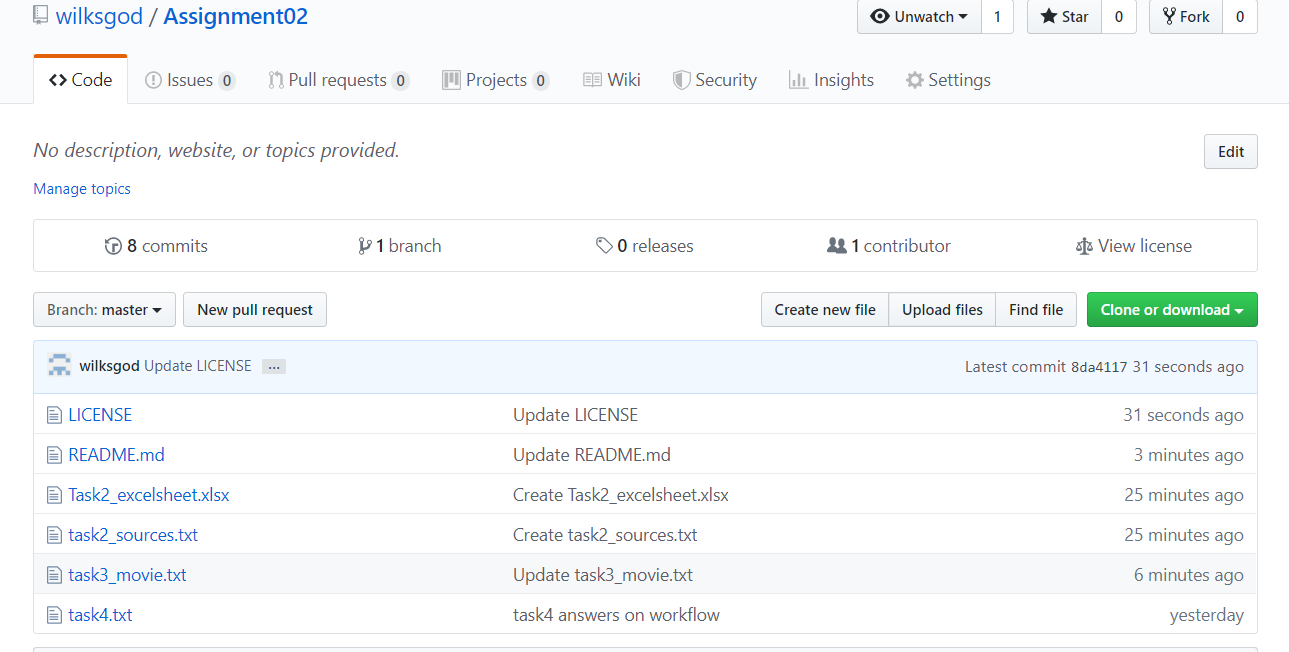 wilksgod / Assignment02 Unwatch 1 Star 0 Fork 0
Code Issues 0 Pull requests 0 Projects 0 Wiki Security Insights Settings
No description, website, or topics provided. Edit
Manage topics
8 commits 1 branch 0 releases 1 contributor View license
Branch: master New pull request Create new file Upload files Find file Clone or download
wilksgod Update LICENSE ... Latest commit 8da4117 31 seconds ago
LICENSE Update LICENSE 31 seconds ago
README.md Update README.md 3 minutes ago
Task2_excelsheet.xlsx Create Task2_excelsheet.xlsx 25 minutes ago
task2_sources.txt Create task2_sources.txt 25 minutes ago
task3_movie.txt Update task3_movie.txt 6 minutes ago
task4.txt task4 answers on workflow yesterday